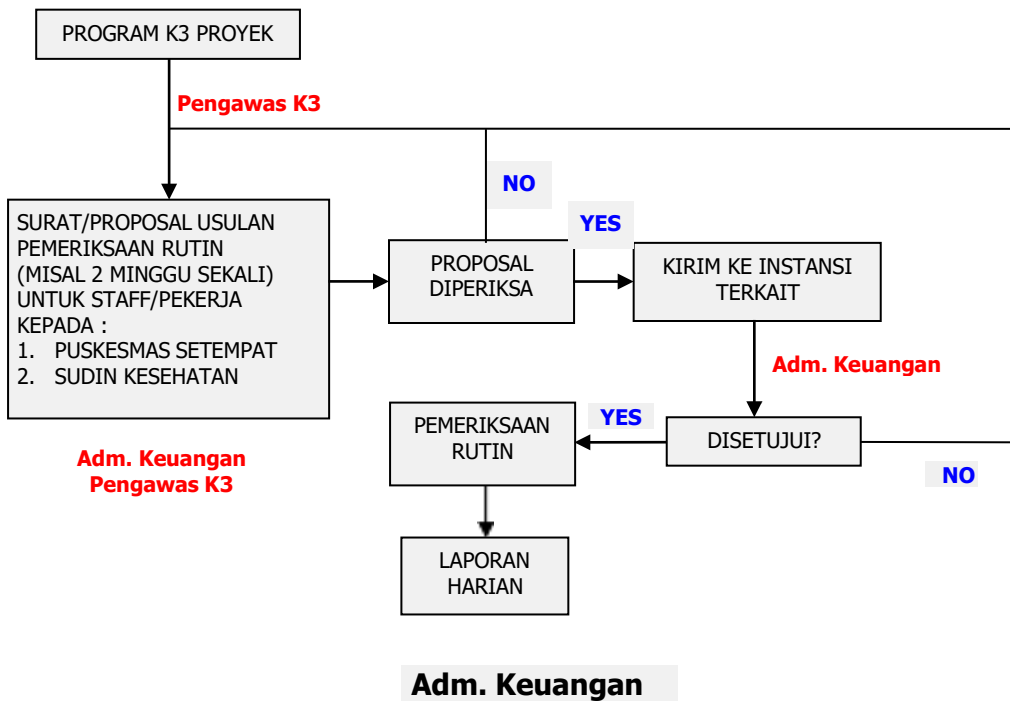 PROGRAM K3 PROYEK
Pengawas K3
NO
YES
SURAT/PROPOSAL USULAN
PEMERIKSAAN RUTIN
(MISAL 2 MINGGU SEKALI)
UNTUK STAFF/PEKERJA
KEPADA :
1. PUSKESMAS SETEMPAT
2. SUDIN KESEHATAN
PROPOSAL
DIPERIKSA
KIRIM KE INSTANSI
TERKAIT
Adm. Keuangan
Adm. Keuangan
Pengawas K3
PEMERIKSAAN
RUTIN
YES
DISETUJUI?
NO
LAPORAN
HARIAN
Adm. Keuangan